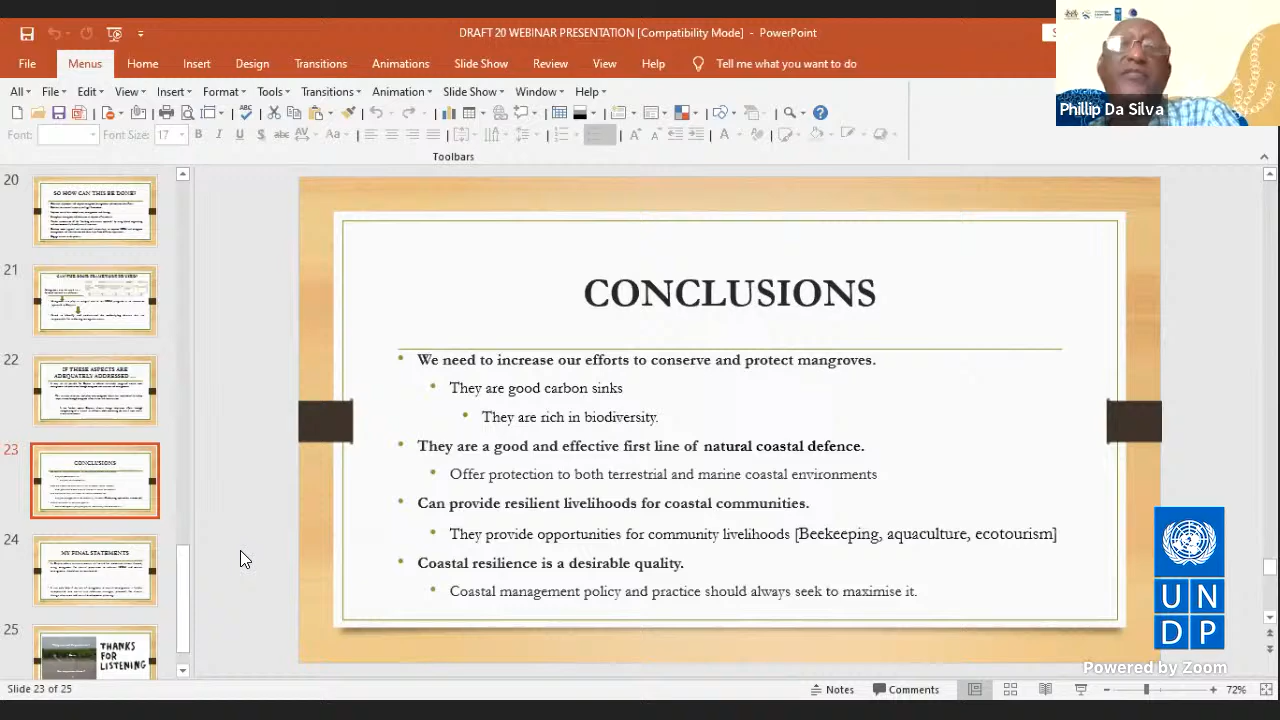 DRAFT 20 WEBINAR PRESENTATION [Compatibility Mode] - PowerPoint
File Menus Home Insert Design Transitions Animations Slide Show Review View Help Tell me what you want to do
Phillip Da Silva
All File Edit View Insert Format Tools Transitions Animation Slide Show Window Help
Font: Font Size: 17
Toolbars
20
SO HOW CAN THIS BE DONE?
21
22
IF THESE ASPECTS ARE
ADEQUATELY ADDRESSED ...
23
CONCLUSIONS
24
MY FINAL STATEMENTS
25
THANKS
FOR
LISTENING
CONCLUSIONS
• We need to increase our efforts to conserve and protect mangroves.
• They are good carbon sinks
• They are rich in biodiversity.
• They are a good and effective first line of natural coastal defence.
• Offer protection to both terrestrial and marine coastal environments
• Can provide resilient livelihoods for coastal communities.
• They provide opportunities for community livelihoods [Beekeeping, aquaculture, ecotourism]
• Coastal resilience is a desirable quality.
• Coastal management policy and practice should always seek to maximise it.
U N
D P
Powered by Zoom
Slide 23 of 25
Notes Comments 72%